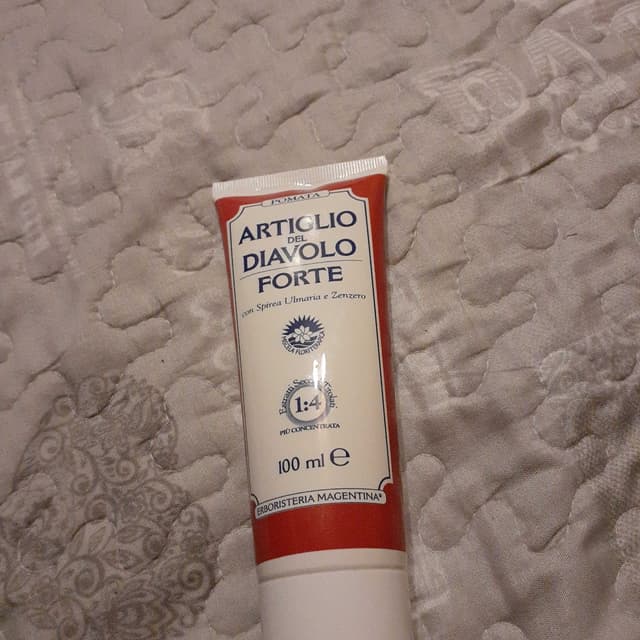 POMATA
ARTIGLIO
DEL
DIAVOLO
FORTE
con Spirea Ulmaria e Zenzero
1:4
PIÙ CONCENTRATA
100 ml e
ERBORISTERIA MAGENTINA®